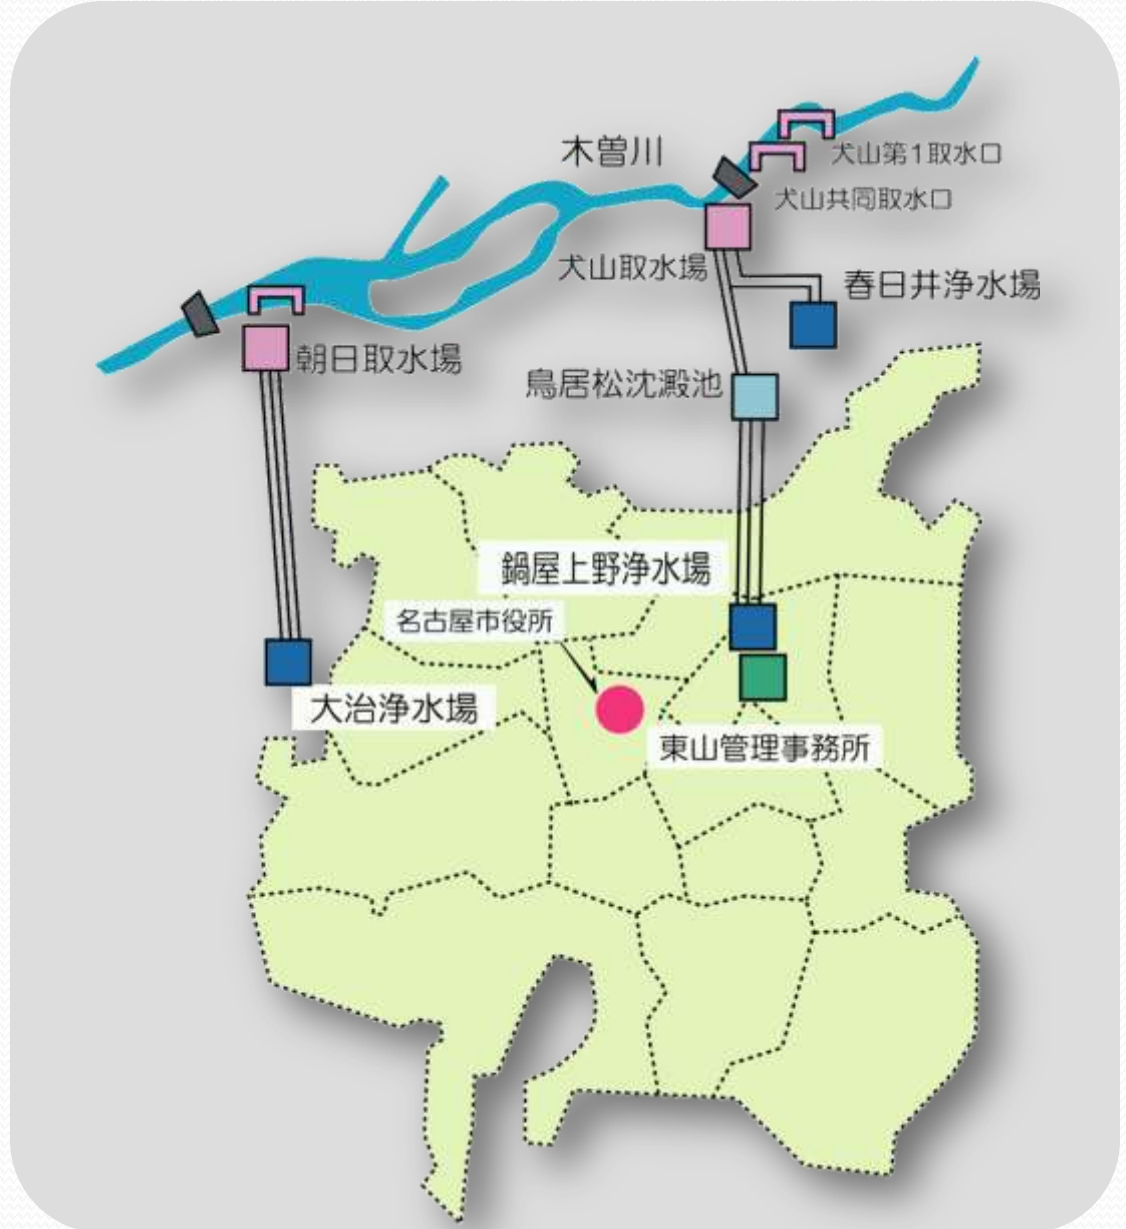 木曽川
犬山第1取水口
犬山共同取水口
犬山取水場
春日井浄水場
朝日取水場
鳥居松沈澱池
鍋屋上野浄水場
名古屋市役所
大治浄水場
東山管理事務所